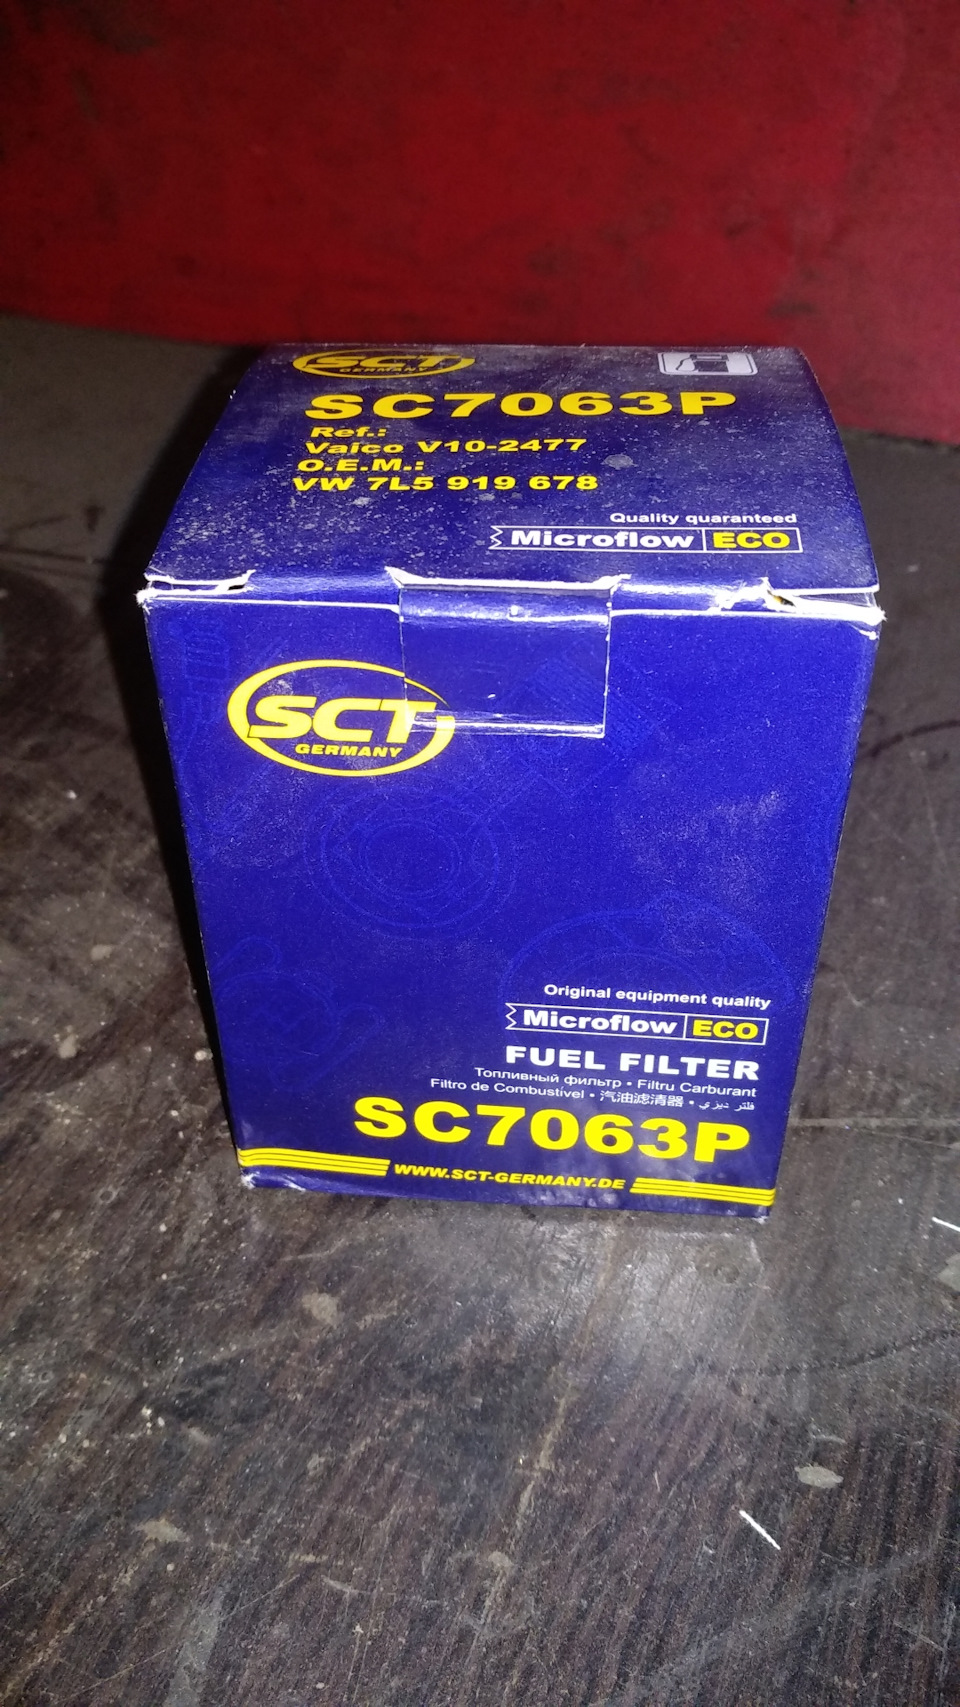 SCT
GERMANY
SC7063P
Ref.:
Vaico V10-2477
O.E.M.:
VW 7L5 919 678
Quality quaranteed
Microflow ECO
SCT
GERMANY
Original equipment quality
Microflow ECO
FUEL FILTER
Топливный фильтр • Filtru Carburant
Filtro de Combustível • 汽油滤清器 • فلتر ديزي
SC7063P
WWW.SCT-GERMANY.DE